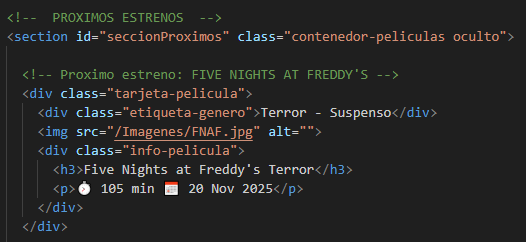 <!--  PROXIMOS ESTRENOS  -->
<section id="seccionProximos" class="contenedor-peliculas oculto">
<!-- Proximo estreno: FIVE NIGHTS AT FREDDY'S -->
<div class="tarjeta-pelicula">
<div class="etiqueta-genero">Terror - Suspenso</div>
<img src="/Imagenes/FNAF.jpg" alt="">
<div class="info-pelicula">
<h3>Five Nights at Freddy's Terror</h3>
<p>⏱ 105 min 📅 20 Nov 2025</p>
</div>
</div>